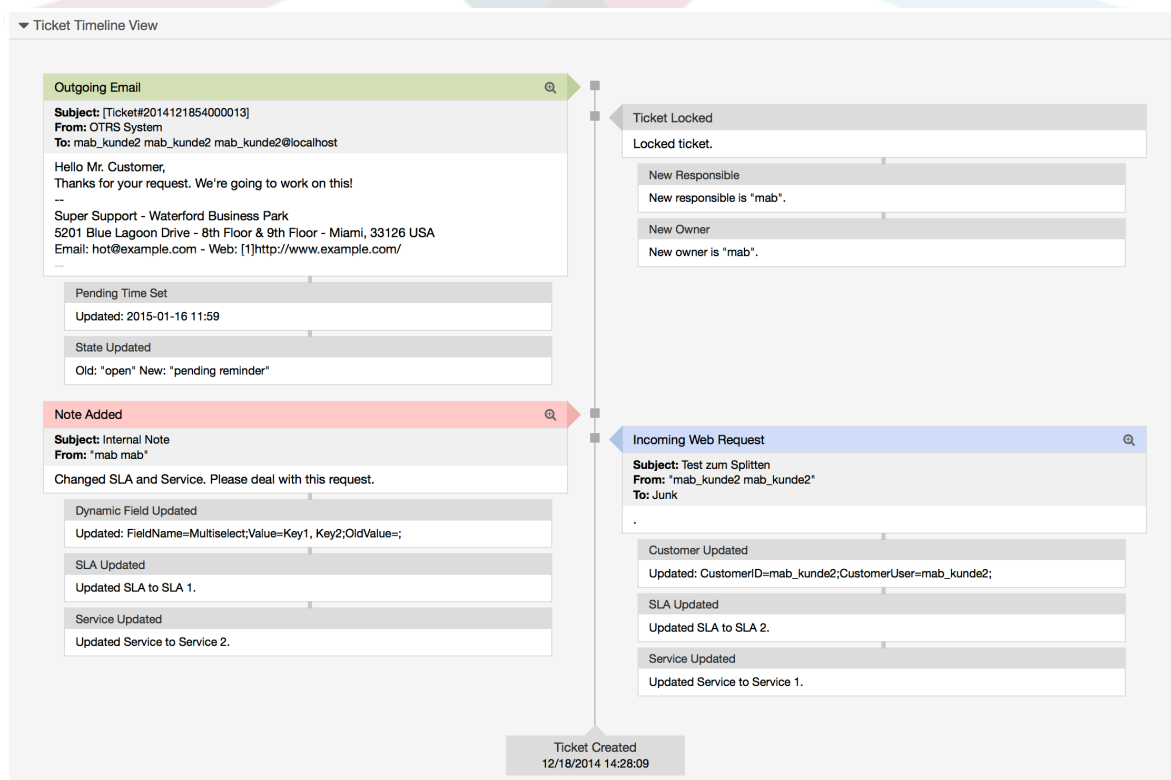 Ticket Timeline View
Outgoing Email
Subject: [Ticket#2014121854000013]
From: OTRS System
To: mab_kunde2 mab_kunde2 mab_kunde2@localhost
Hello Mr. Customer,
Thanks for your request. We're going to work on this!
--
Super Support - Waterford Business Park
5201 Blue Lagoon Drive - 8th Floor & 9th Floor - Miami, 33126 USA
Email: hot@example.com - Web: [1]http://www.example.com/
--
Pending Time Set
Updated: 2015-01-16 11:59
State Updated
Old: "open" New: "pending reminder"
Ticket Locked
Locked ticket.
New Responsible
New responsible is "mab".
New Owner
New owner is "mab".
Note Added
Subject: Internal Note
From: "mab mab"
Changed SLA and Service. Please deal with this request.
Dynamic Field Updated
Updated: FieldName=Multiselect;Value=Key1, Key2;OldValue=;
SLA Updated
Updated SLA to SLA 1.
Service Updated
Updated Service to Service 2.
Incoming Web Request
Subject: Test zum Splitten
From: "mab_kunde2 mab_kunde2"
To: Junk
.
Customer Updated
Updated: CustomerID=mab_kunde2;CustomerUser=mab_kunde2;
SLA Updated
Updated SLA to SLA 2.
Service Updated
Updated Service to Service 1.
Ticket Created
12/18/2014 14:28:09